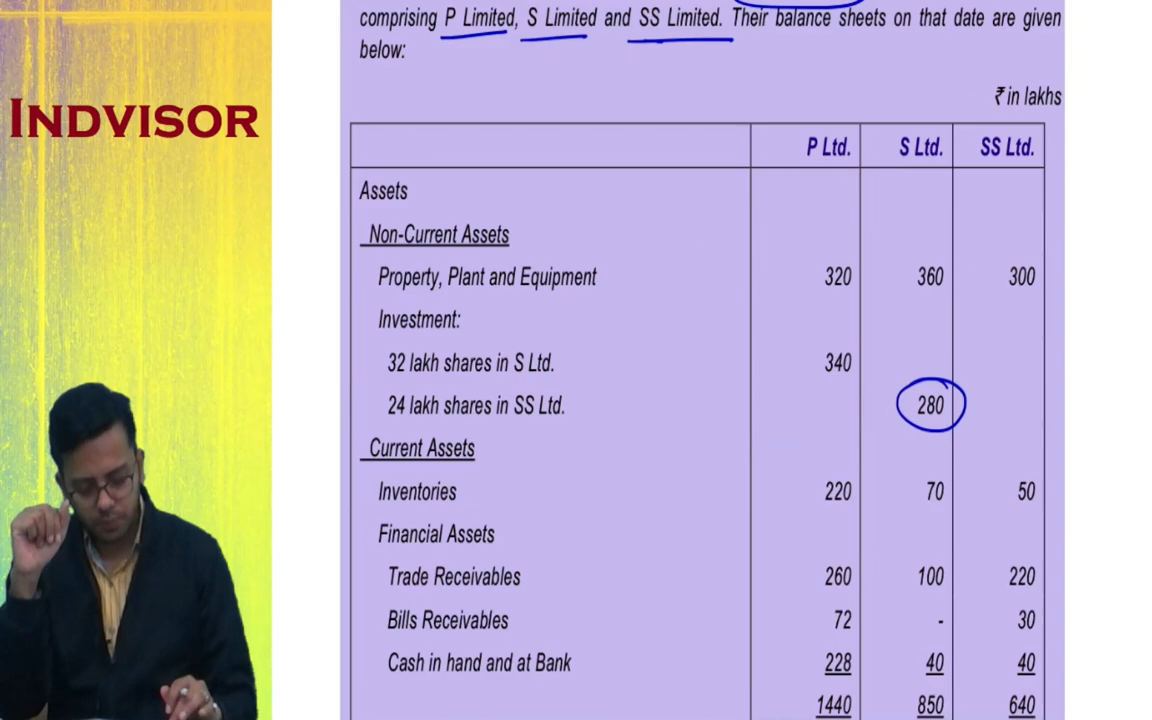 comprising P Limited, S Limited and SS Limited. Their balance sheets on that date are given
below:
INDVISOR
₹ in lakhs
P Ltd. S Ltd. SS Ltd.
Assets
Non-Current Assets
Property, Plant and Equipment 320 360 300
Investment:
32 lakh shares in S Ltd. 340
24 lakh shares in SS Ltd. 280
Current Assets
Inventories 220 70 50
Financial Assets
Trade Receivables 260 100 220
Bills Receivables 72 - 30
Cash in hand and at Bank 228 40 40
1440 850 640